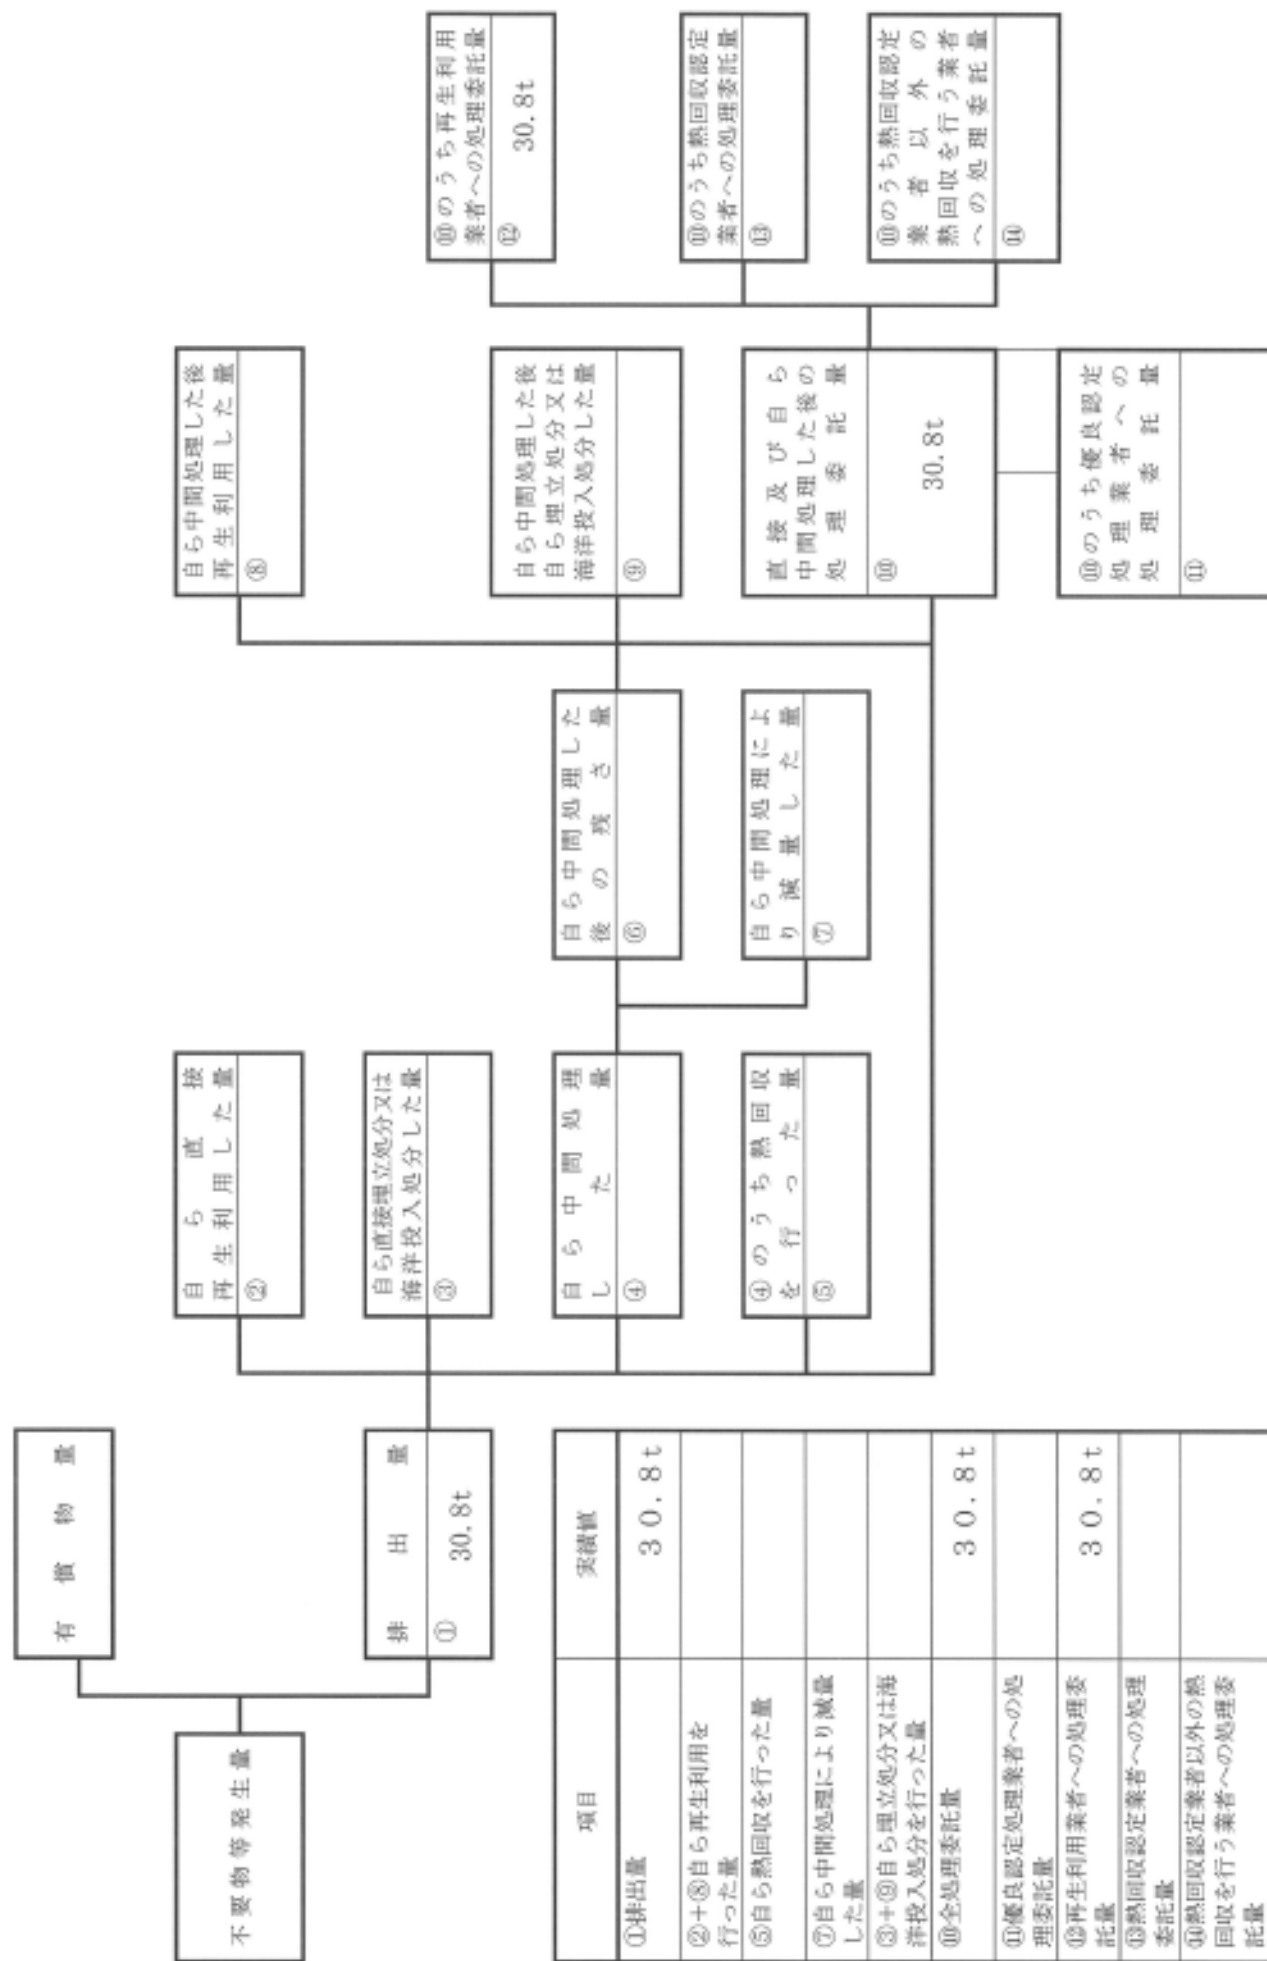 不要物等発生量
有償物量
排出量
①
30.8t
自ら直接
再生利用した量
②
自ら直接埋立処分又は
海洋投入処分した量
③
自ら中間処理
した量
④
④のうち熱回収
を行った量
⑤
自ら中間処理した
後の残さ量
⑥
自ら中間処理によ
り減量した量
⑦
自ら中間処理した後
再生利用した量
⑧
自ら中間処理した後
自ら埋立処分又は
海洋投入処分した量
⑨
直接及び自ら
中間処理した後の
処理委託量
⑩
30.8t
⑩のうち優良認定
処理業者への
処理委託量
⑪
⑩のうち再生利用
業者への処理委託量
⑫
30.8t
⑩のうち熱回収認定
業者への処理委託量
⑬
⑩のうち熱回収認定
業者以外の
熱回収を行う業者
への処理委託量
⑭
項目
実績値
①排出量
30.8t
②+⑧自ら再生利用を
行った量
⑤自ら熱回収を行った量
⑦自ら中間処理により減量
した量
③+⑨自ら埋立処分又は海
洋投入処分を行った量
⑩全処理委託量
30.8t
⑪優良認定処理業者への処
理委託量
⑫再生利用業者への処理委
託量
30.8t
⑬熱回収認定業者への処理
委託量
⑭熱回収認定業者以外の熱
回収を行う業者への処理委
託量